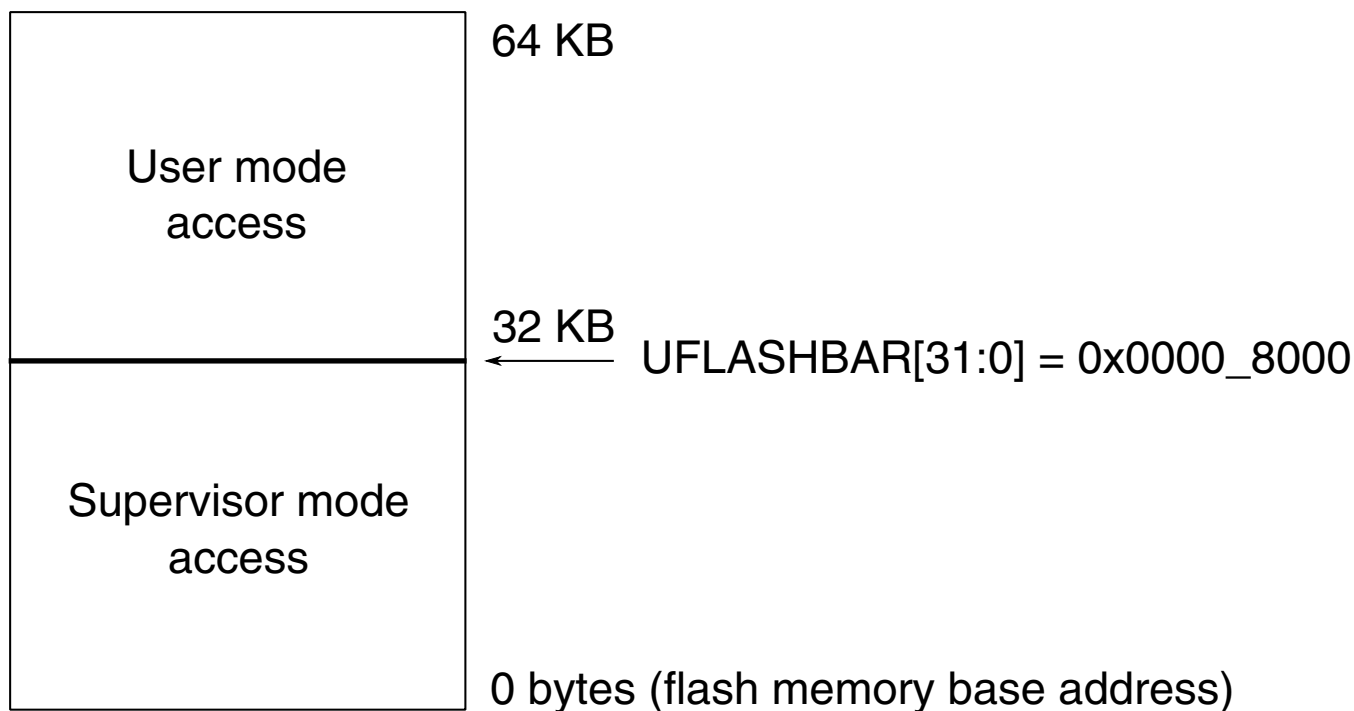 64 KB
User mode
access
32 KB
UFLASHBAR[31:0] = 0x0000_8000
Supervisor mode
access
0 bytes (flash memory base address)